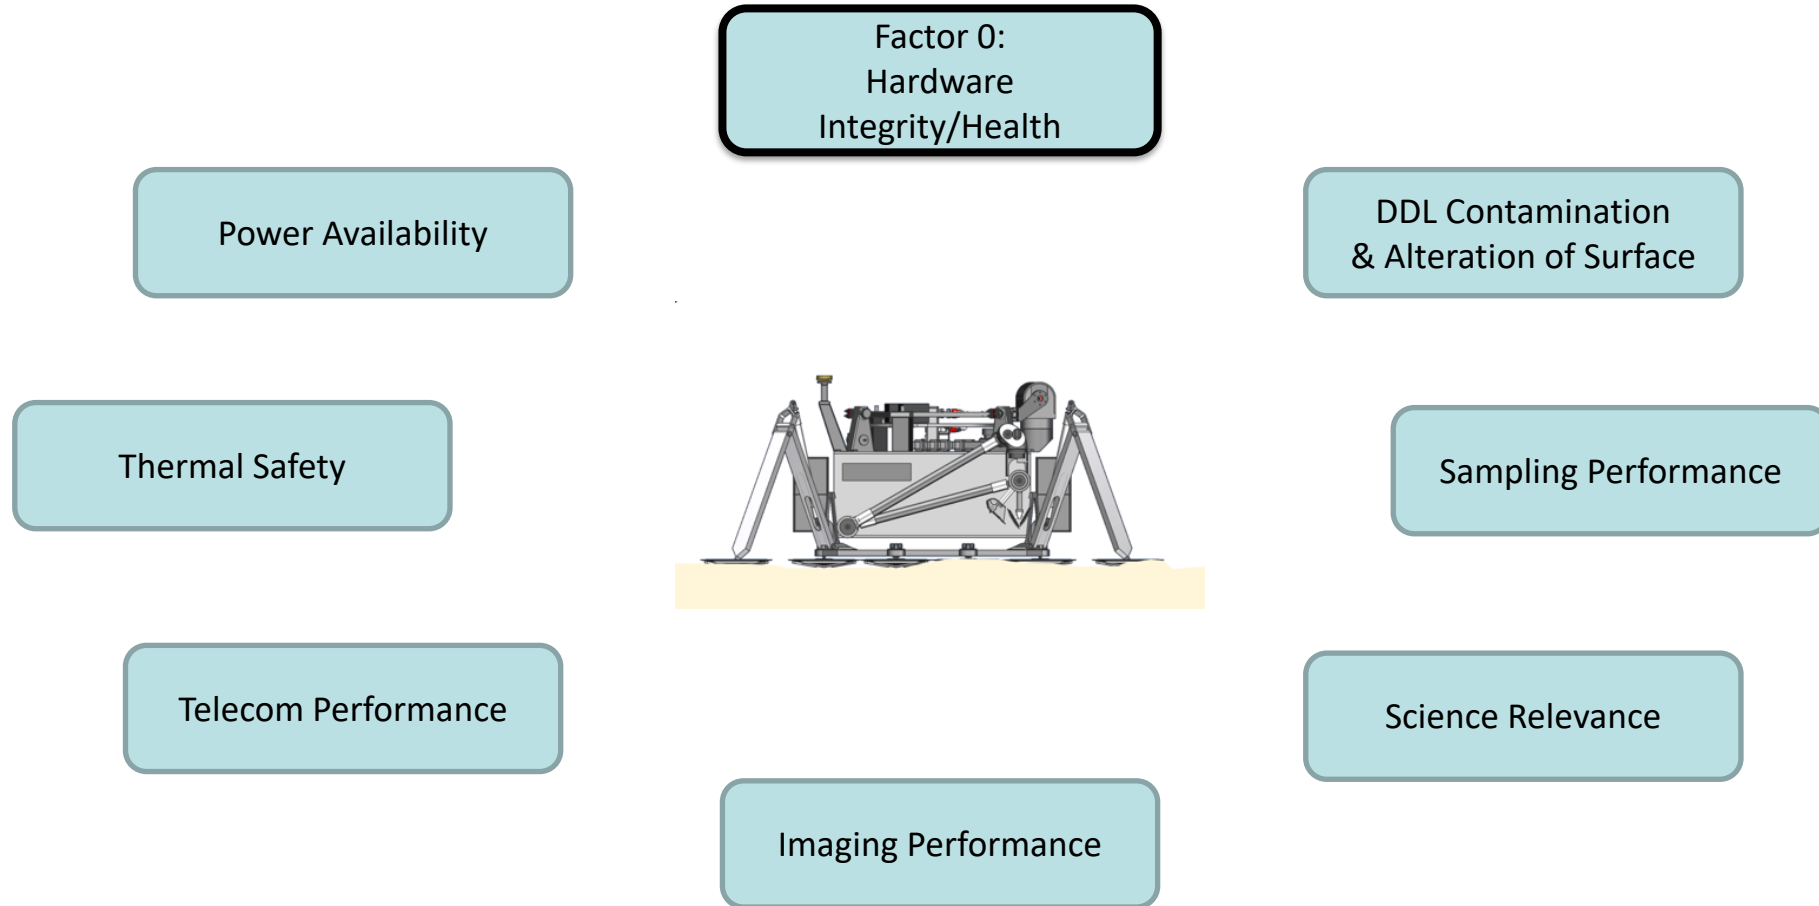 Factor 0:
Hardware
Integrity/Health
Power Availability
DDL Contamination
& Alteration of Surface
Thermal Safety
Sampling Performance
Telecom Performance
Science Relevance
Imaging Performance